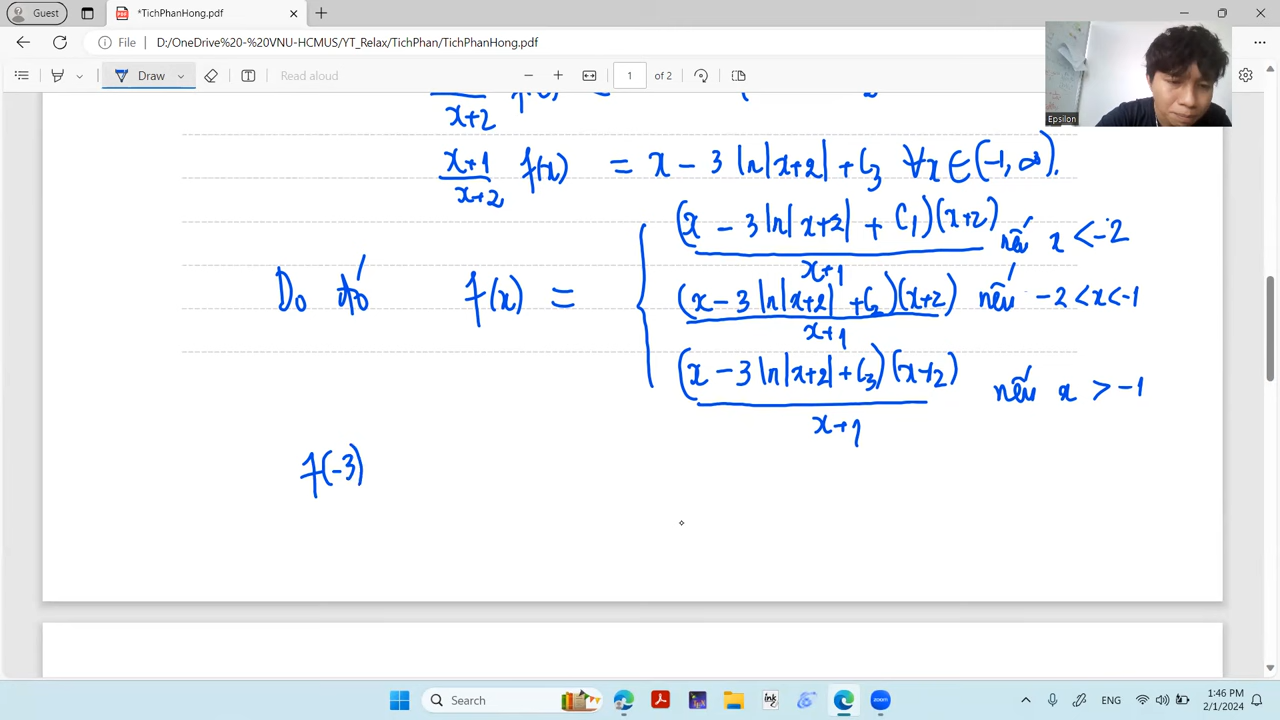 Guest
*TichPhanHong.pdf
File D:/OneDrive%20-%20VNU-HCMUS/YT_Relax/TichPhan/TichPhanHong.pdf
Draw Read aloud 1 of 2
Epsilon
x+2
x+1/x+2 f(x) = x - 3 ln|x+2| + C3 ∀x ∈ (-1, ∞).
(x - 3 ln|x+2| + C1)(x+2)/x+1 nếu x < -2
Do đó f(x) = { (x - 3 ln|x+2| + C2)(x+2)/x+1 nếu -2 < x < -1
(x - 3 ln|x+2| + C3)(x+2)/x+1 nếu x > -1
f(-3)
Search
zoom
ENG
1:46 PM
2/1/2024